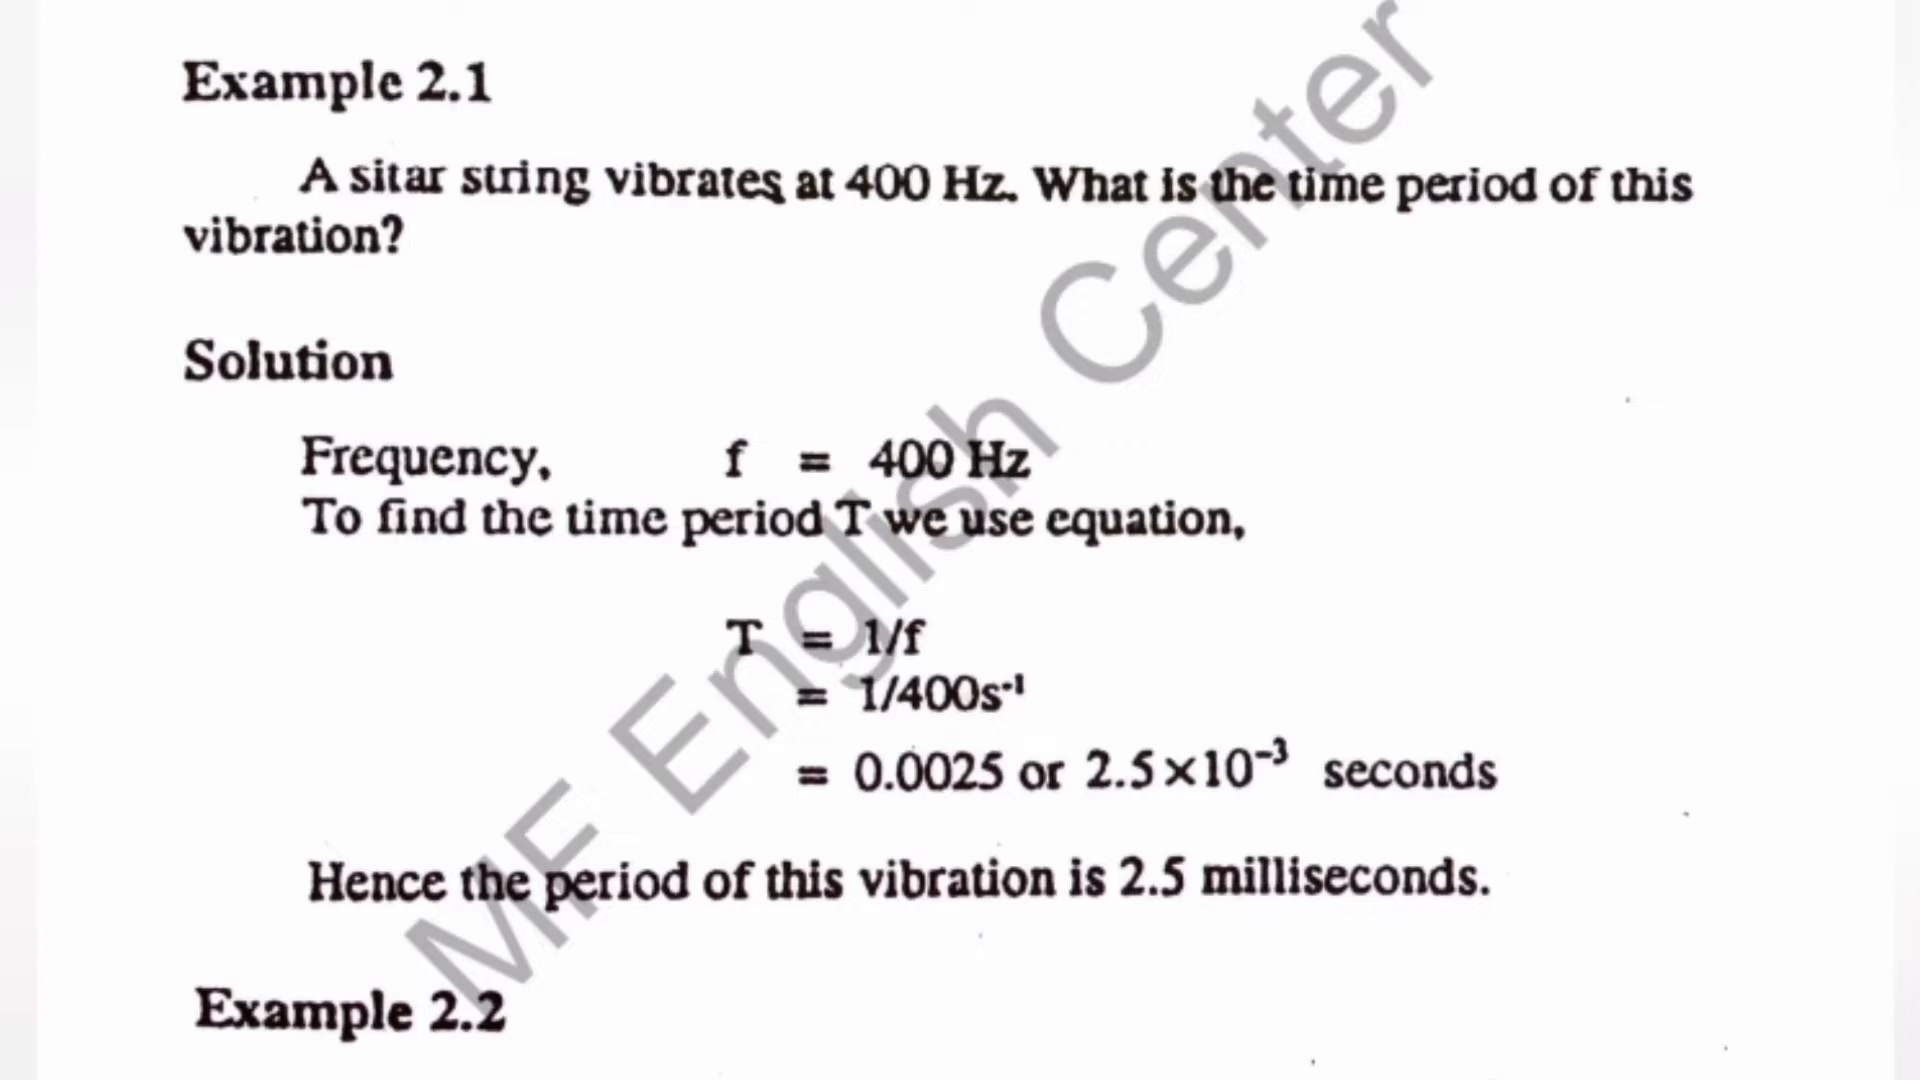 Example 2.1
A sitar string vibrates at 400 Hz. What is the time period of this
vibration?
Solution
Frequency, f = 400 Hz
To find the time period T we use equation,
T = 1/f
= 1/400s⁻¹
= 0.0025 or 2.5×10⁻³ seconds
Hence the period of this vibration is 2.5 milliseconds.
Example 2.2
MF English Center